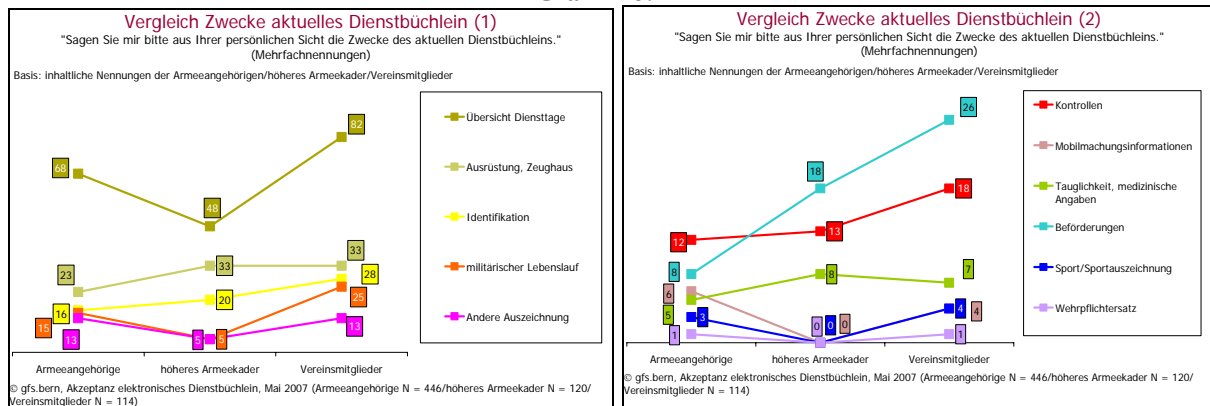 Vergleich Zwecke aktuelles Dienstbüchlein (1)
"Sagen Sie mir bitte aus Ihrer persönlichen Sicht die Zwecke des aktuellen Dienstbüchleins."
(Mehrfachnennungen)
Basis: inhaltliche Nennungen der Armeeangehörigen/höheres Armeekader/Vereinsmitglieder
68
48
82
23
33
33
16
20
28
15
5
25
13
5
13
Übersicht Diensttage
Ausrüstung, Zeughaus
Identifikation
militärischer Lebenslauf
Andere Auszeichnung
Armeeangehörige
höheres Armeekader
Vereinsmitglieder
© gfs.bern, Akzeptanz elektronisches Dienstbüchlein, Mai 2007 (Armeeangehörige N = 446/höheres Armeekader N = 120/
Vereinsmitglieder N = 114)
Vergleich Zwecke aktuelles Dienstbüchlein (2)
"Sagen Sie mir bitte aus Ihrer persönlichen Sicht die Zwecke des aktuellen Dienstbüchleins."
(Mehrfachnennungen)
Basis: inhaltliche Nennungen der Armeeangehörigen/höheres Armeekader/Vereinsmitglieder
12
13
18
8
18
26
6
0
4
5
8
7
3
0
4
1
0
1
Kontrollen
Mobilmachungsinformationen
Tauglichkeit, medizinische
Angaben
Beförderungen
Sport/Sportauszeichnung
Wehrpflichtersatz
Armeeangehörige
höheres Armeekader
Vereinsmitglieder
© gfs.bern, Akzeptanz elektronisches Dienstbüchlein, Mai 2007 (Armeeangehörige N = 446/höheres Armeekader N = 120/
Vereinsmitglieder N = 114)